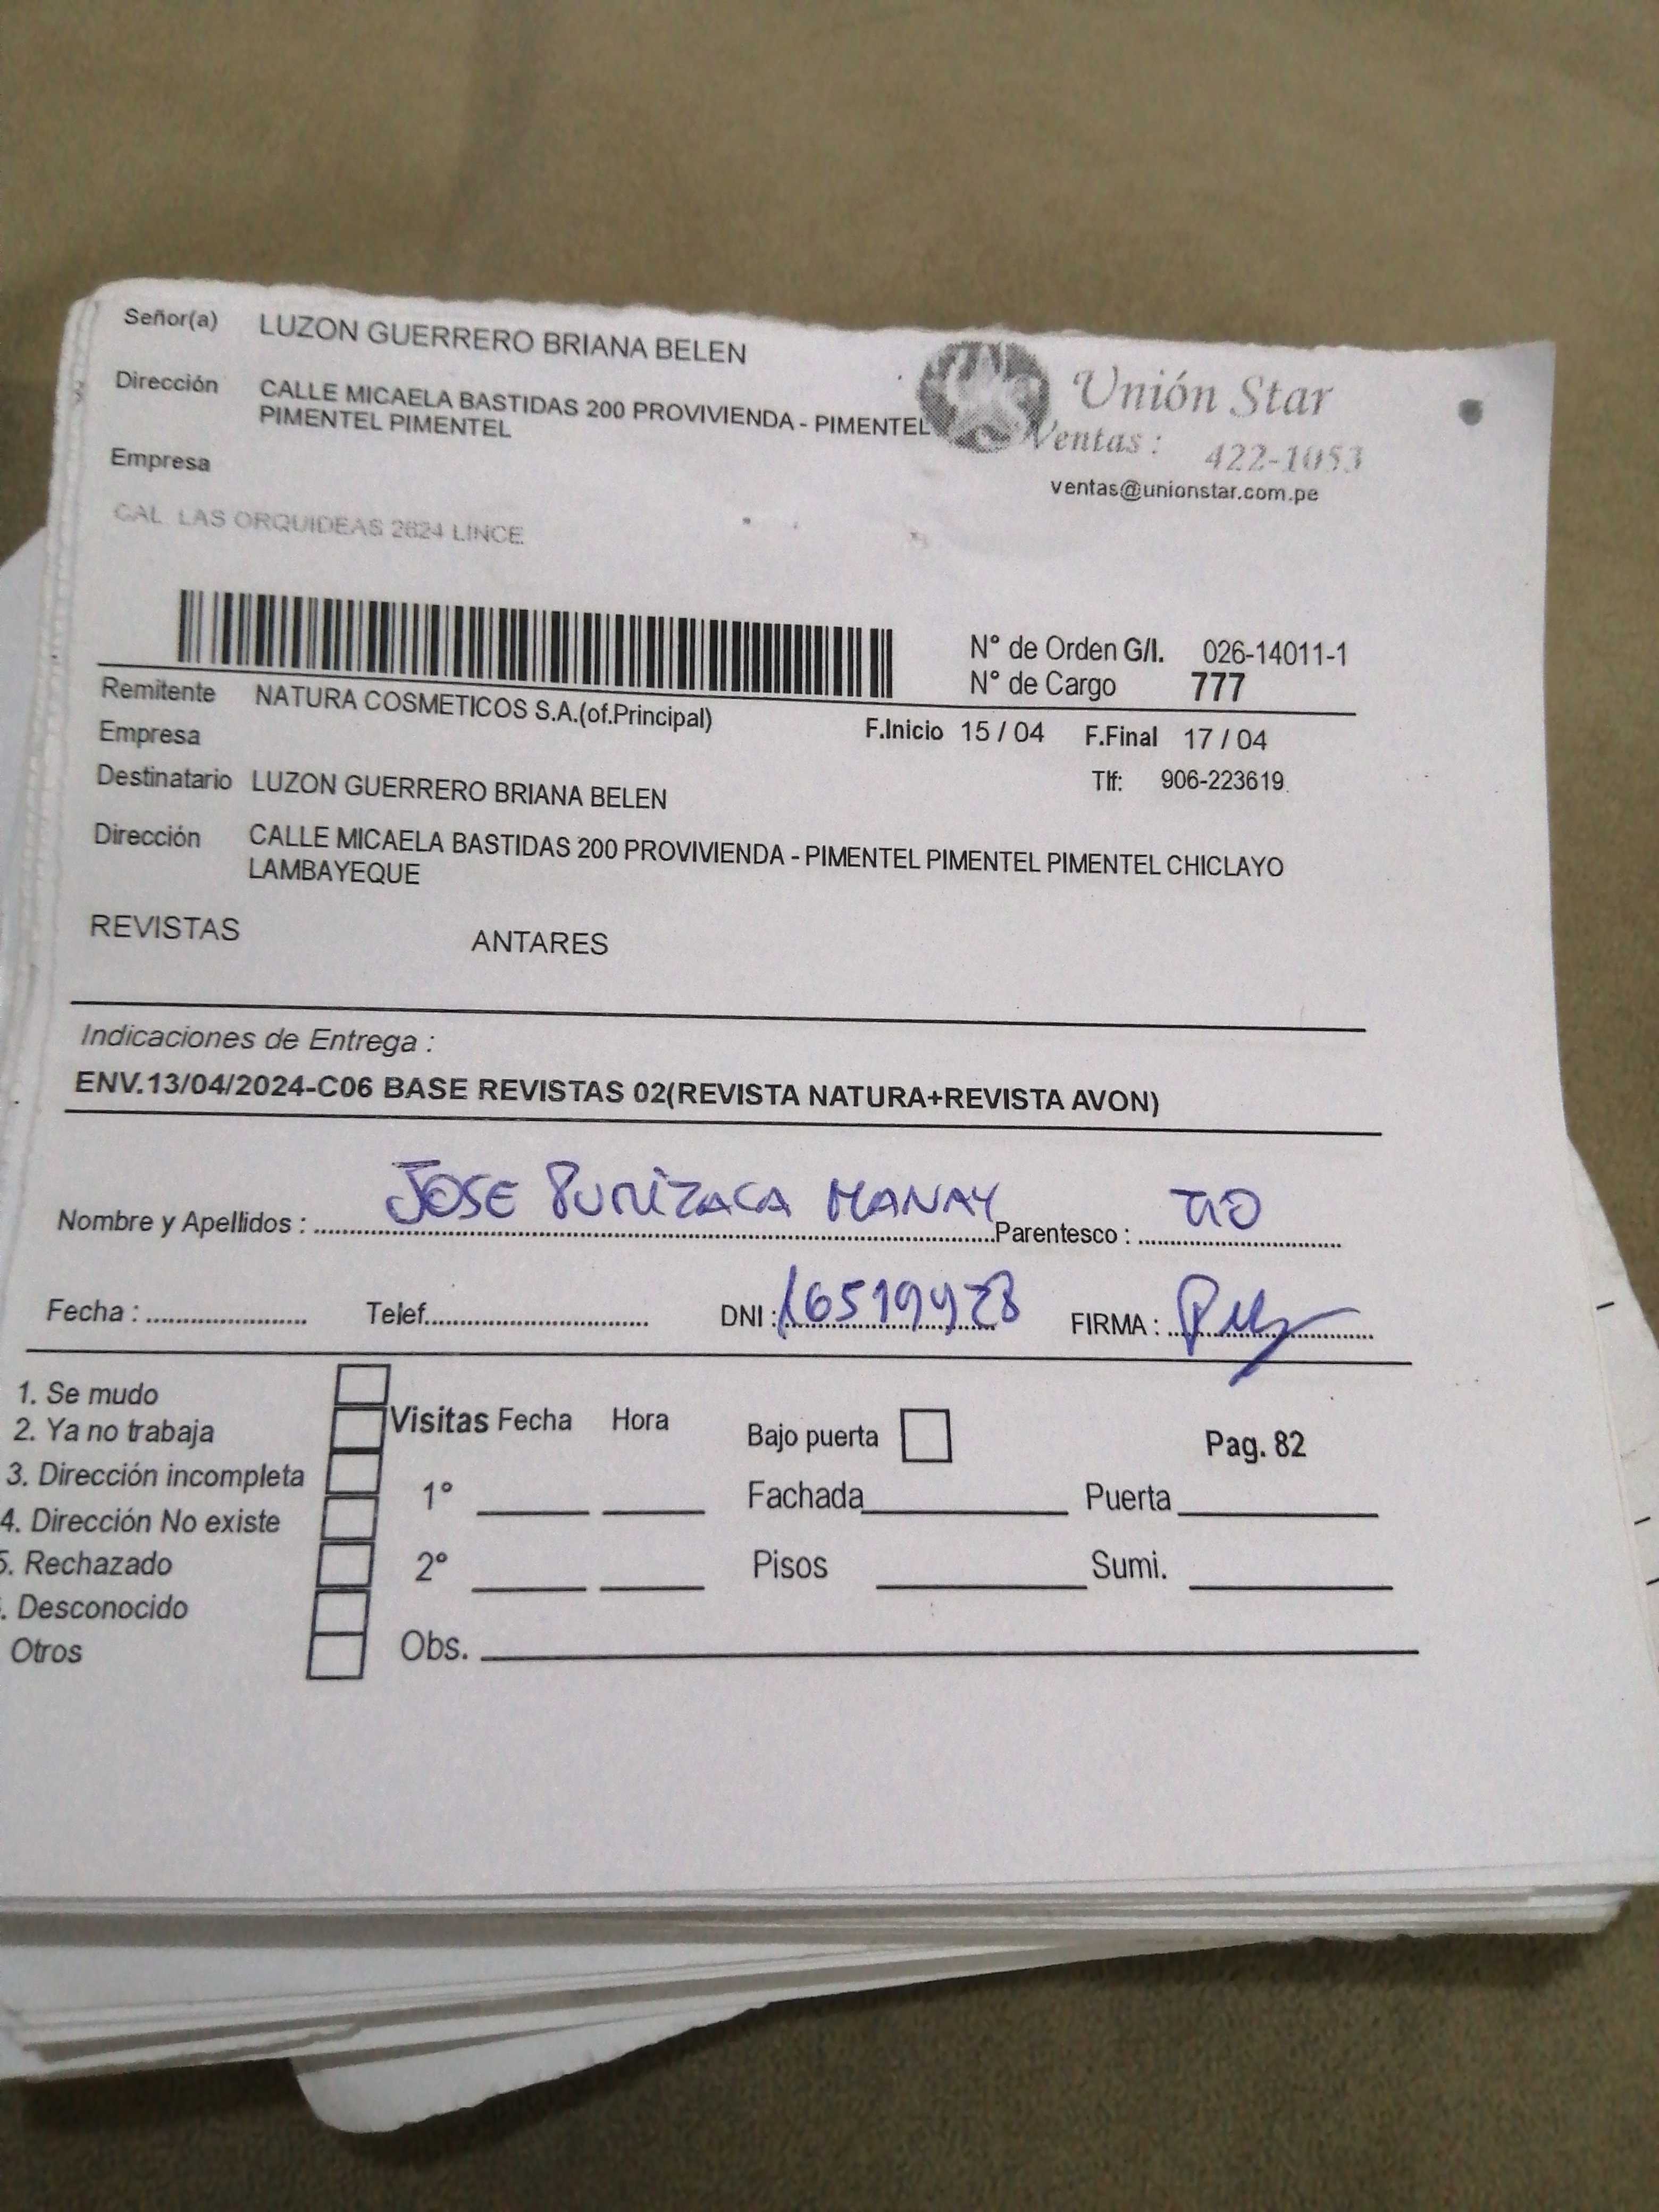 Señor(a) LUZON GUERRERO BRIANA BELEN
Dirección CALLE MICAELA BASTIDAS 200 PROVIVIENDA - PIMENTEL
PIMENTEL PIMENTEL
Empresa
CAL. LAS ORQUIDEAS 2624 LINCE
Unión Star
Ventas : 422-1053
ventas@unionstar.com.pe
N° de Orden G/I. 026-14011-1
N° de Cargo 777
Remitente NATURA COSMETICOS S.A.(of.Principal)
Empresa F.Inicio 15 / 04 F.Final 17 / 04
Destinatario LUZON GUERRERO BRIANA BELEN Tlf: 906-223619
Dirección CALLE MICAELA BASTIDAS 200 PROVIVIENDA - PIMENTEL PIMENTEL PIMENTEL CHICLAYO
LAMBAYEQUE
REVISTAS ANTARES
Indicaciones de Entrega :
ENV.13/04/2024-C06 BASE REVISTAS 02(REVISTA NATURA+REVISTA AVON)
Nombre y Apellidos : JOSE PURIZACA MANAY Parentesco : TIO
Fecha : Telef. DNI : 16519928 FIRMA :
1. Se mudo
2. Ya no trabaja
3. Dirección incompleta
4. Dirección No existe
5. Rechazado
. Desconocido
Otros
Visitas Fecha Hora Bajo puerta Pag. 82
1° Fachada Puerta
2° Pisos Sumi.
Obs.